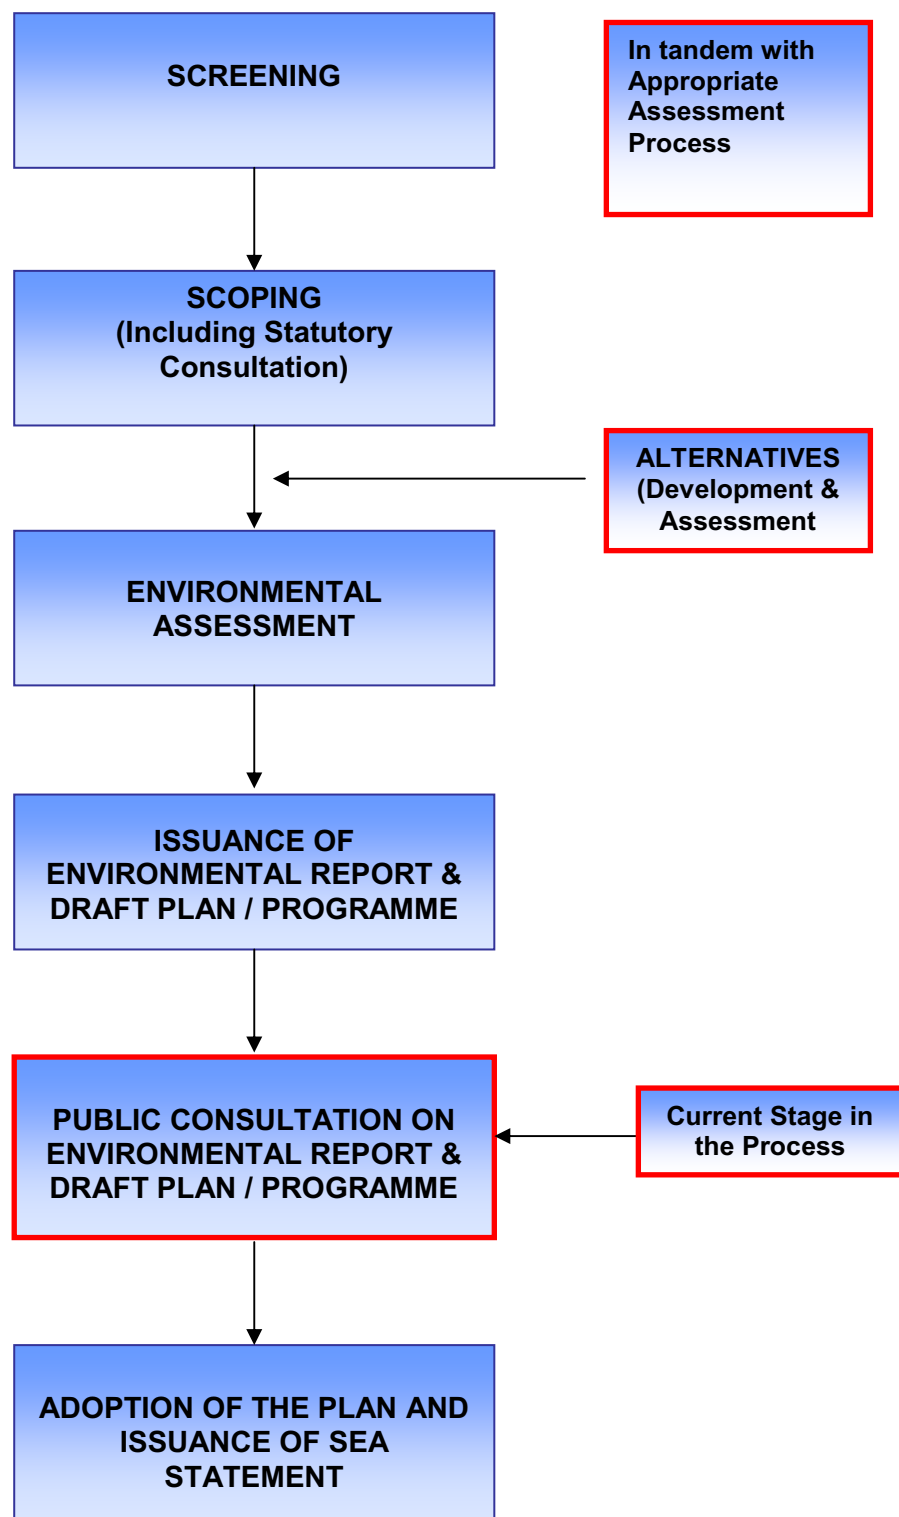 SCREENING
In tandem with
Appropriate
Assessment
Process
SCOPING
(Including Statutory
Consultation)
ALTERNATIVES
(Development &
Assessment
ENVIRONMENTAL
ASSESSMENT
ISSUANCE OF
ENVIRONMENTAL REPORT &
DRAFT PLAN / PROGRAMME
PUBLIC CONSULTATION ON
ENVIRONMENTAL REPORT &
DRAFT PLAN / PROGRAMME
Current Stage in
the Process
ADOPTION OF THE PLAN AND
ISSUANCE OF SEA
STATEMENT